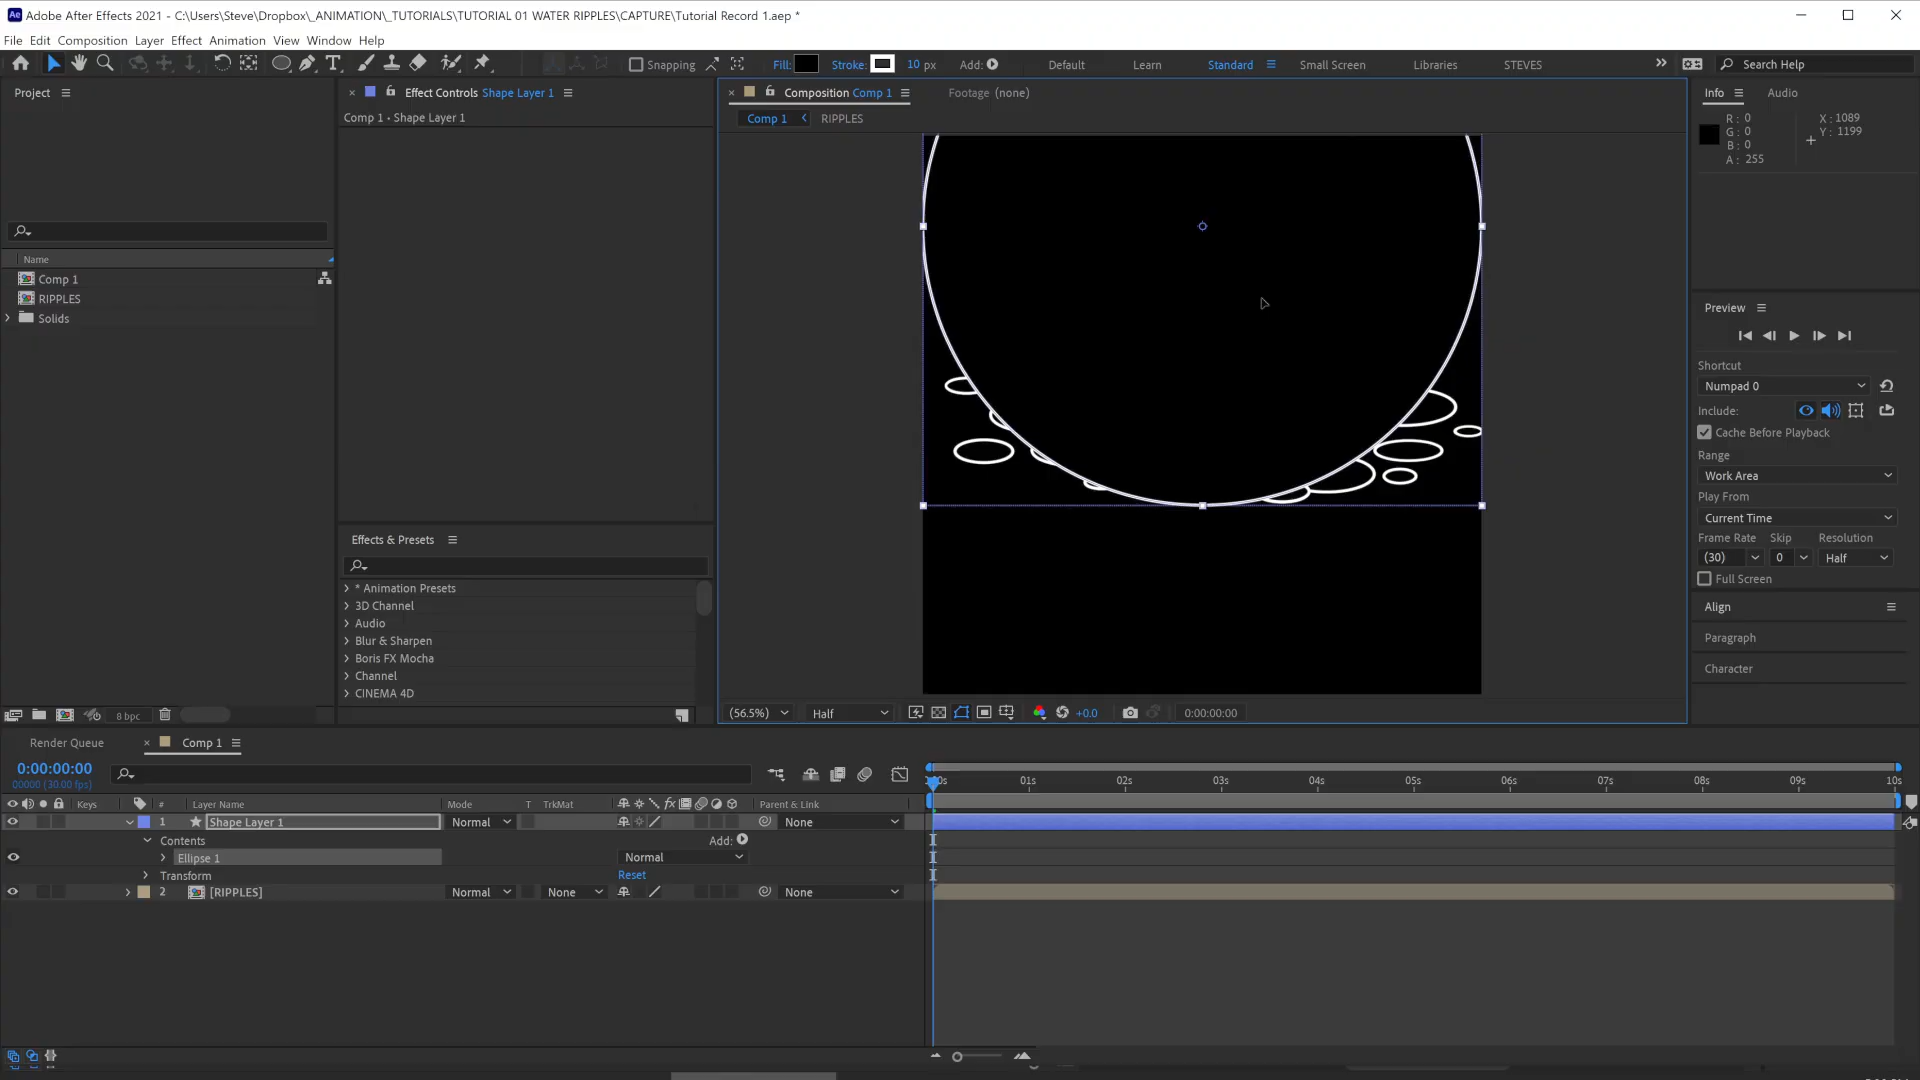 Adobe After Effects 2021 - C:\Users\Steve\Dropbox\_ANIMATION\_TUTORIALS\TUTORIAL 01 WATER RIPPLES\CAPTURE\Tutorial Record 1.aep *
File Edit Composition Layer Effect Animation View Window Help
Snapping Fill: Stroke: 10 px Add: Default Learn Standard Small Screen Libraries STEVES Search Help
Project
Name
Comp 1
RIPPLES
Solids
8 bpc
Effect Controls Shape Layer 1
Comp 1 • Shape Layer 1
Effects & Presets
* Animation Presets
3D Channel
Audio
Blur & Sharpen
Boris FX Mocha
Channel
CINEMA 4D
Composition Comp 1 Footage (none)
Comp 1 RIPPLES
(56.5%) Half +0.0 0:00:00:00
Info Audio
R: 0
G: 0
B: 0
A: 255
X: 1089
Y: 1199
Preview
Shortcut
Numpad 0
Include:
Cache Before Playback
Range
Work Area
Play From
Current Time
Frame Rate Skip Resolution
(30) 0 Half
Full Screen
Align
Paragraph
Character
Render Queue Comp 1
0:00:00:00
00000 (30.00 fps)
01s 02s 03s 04s 05s 06s 07s 08s 09s 10s
Keys # Layer Name Mode T TrkMat Parent & Link
1 Shape Layer 1 Normal None
Contents Add:
Ellipse 1 Normal
Transform Reset
2 [RIPPLES] Normal None None